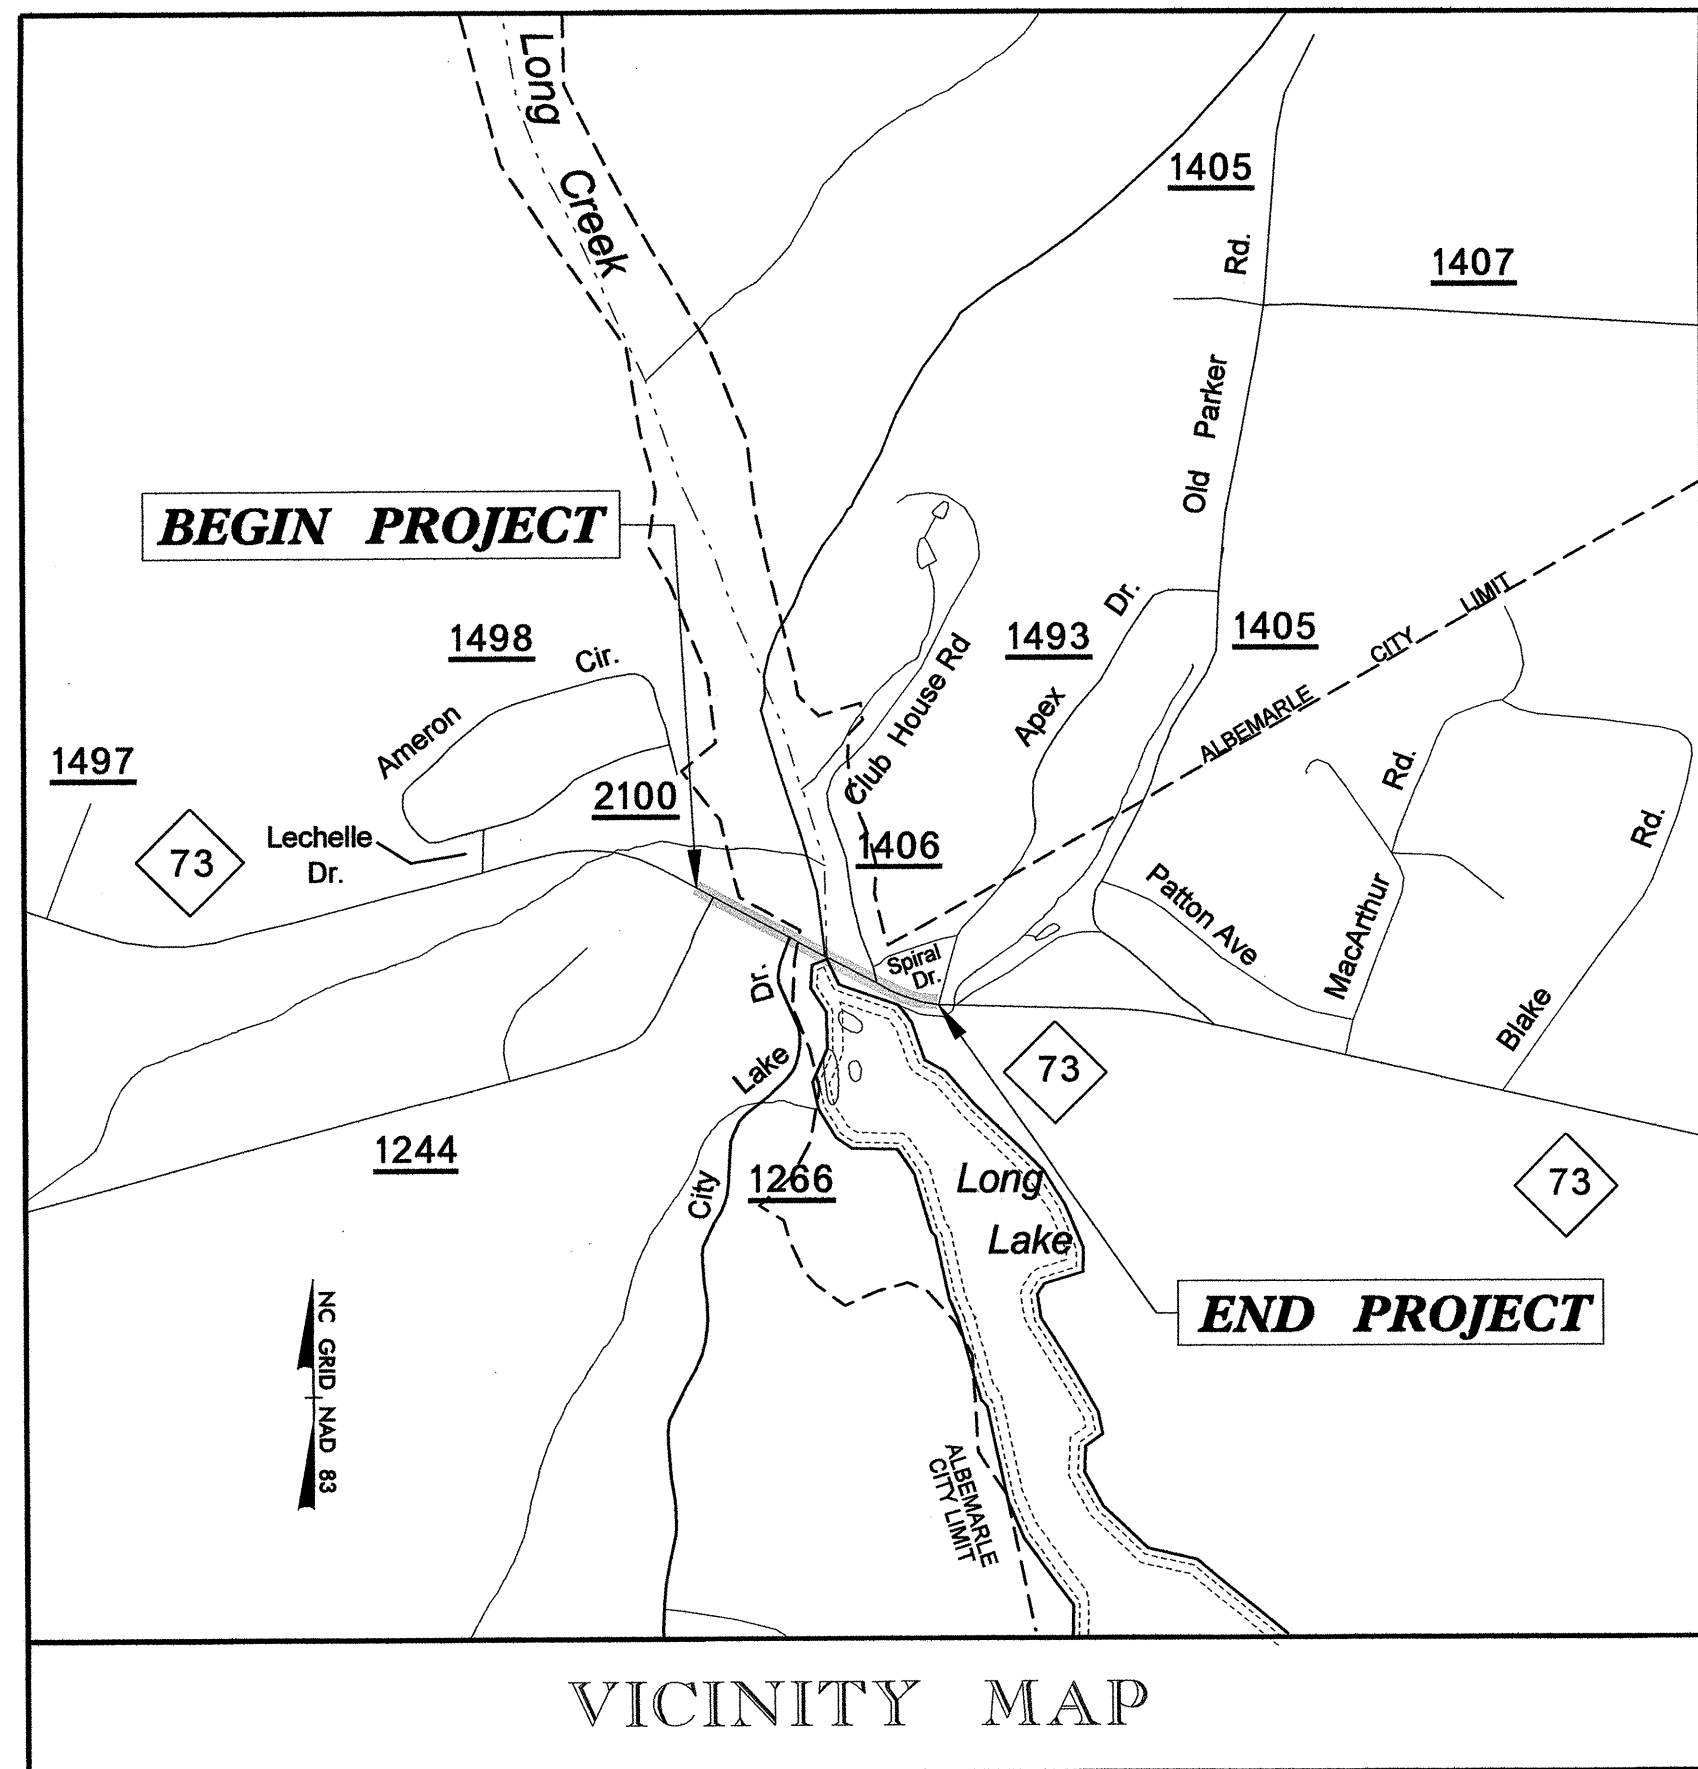 Long
Creek
1405
Rd.
1407
Old Parker
BEGIN PROJECT
1498
Cir.
Ameron
1497
2100
Lechelle
Dr.
73
Club House Rd
1493
Apex Dr.
1405
ALBEMARLE CITY LIMIT
1406
Patton Ave
MacArthur Rd.
Blake Rd.
Spiral
Dr.
City Lake Dr.
73
73
1244
1266
Long
Lake
END PROJECT
NC GRID NAD 83
ALBEMARLE
CITY LIMIT
VICINITY MAP